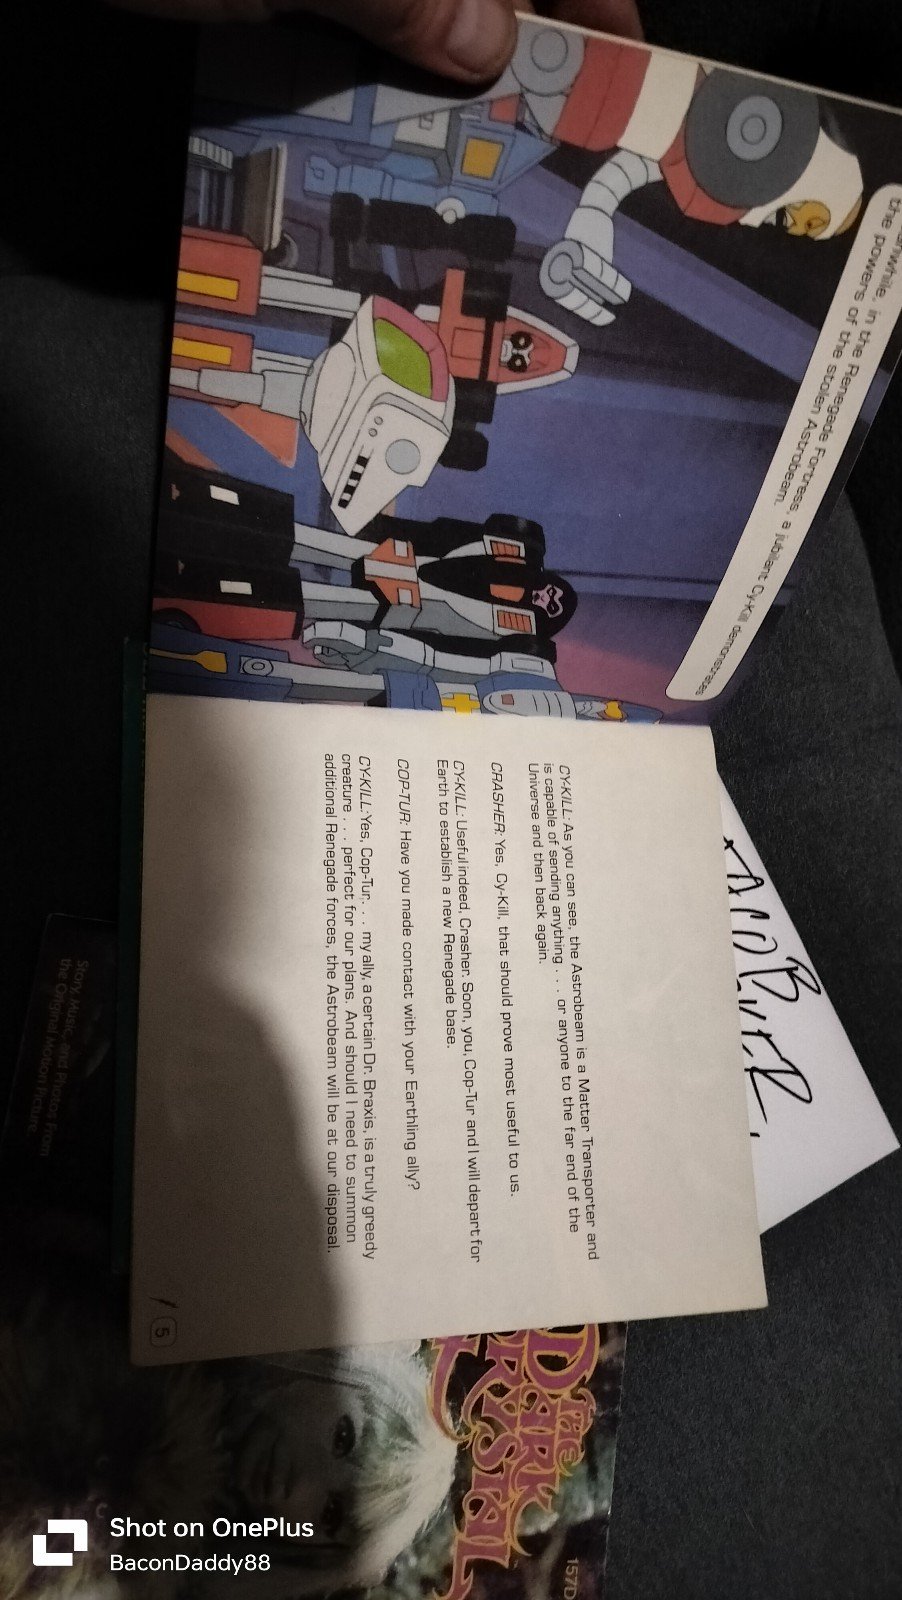 the powers of the stolen Astrobeam.
in the Renegade Fortress, a jubilant Cy-Kill demonstrates
CY-KILL: As you can see, the Astrobeam is a Matter Transporter and
is capable of sending anything . . . or anyone to the far end of the
Universe and then back again.
CRASHER: Yes, Cy-Kill, that should prove most useful to us.
CY-KILL: Useful indeed, Crasher. Soon, you, Cop-Tur and I will depart for
Earth to establish a new Renegade base.
COP-TUR: Have you made contact with your Earthling ally?
CY-KILL: Yes, Cop-Tur, . . my ally, a certain Dr. Braxis, is a truly greedy
creature . . . perfect for our plans. And should I need to summon
additional Renegade forces, the Astrobeam will be at our disposal.
5
Story, Music, and Photos From
the Original Motion Picture
THE
DARK
CRYSTAL
157D
Shot on OnePlus
BaconDaddy88